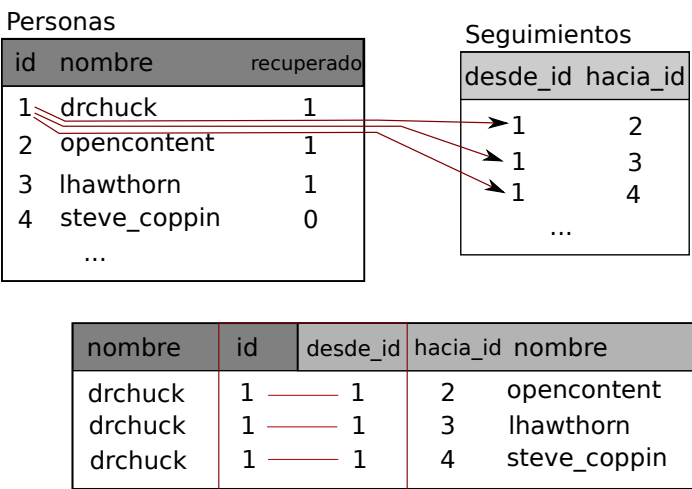 Personas
id nombre recuperado
1 drchuck 1
2 opencontent 1
3 lhawthorn 1
4 steve_coppin 0
...
Seguimientos
desde_id hacia_id
1 2
1 3
1 4
...
nombre id desde_id hacia_id nombre
drchuck 1 1 2 opencontent
drchuck 1 1 3 lhawthorn
drchuck 1 1 4 steve_coppin